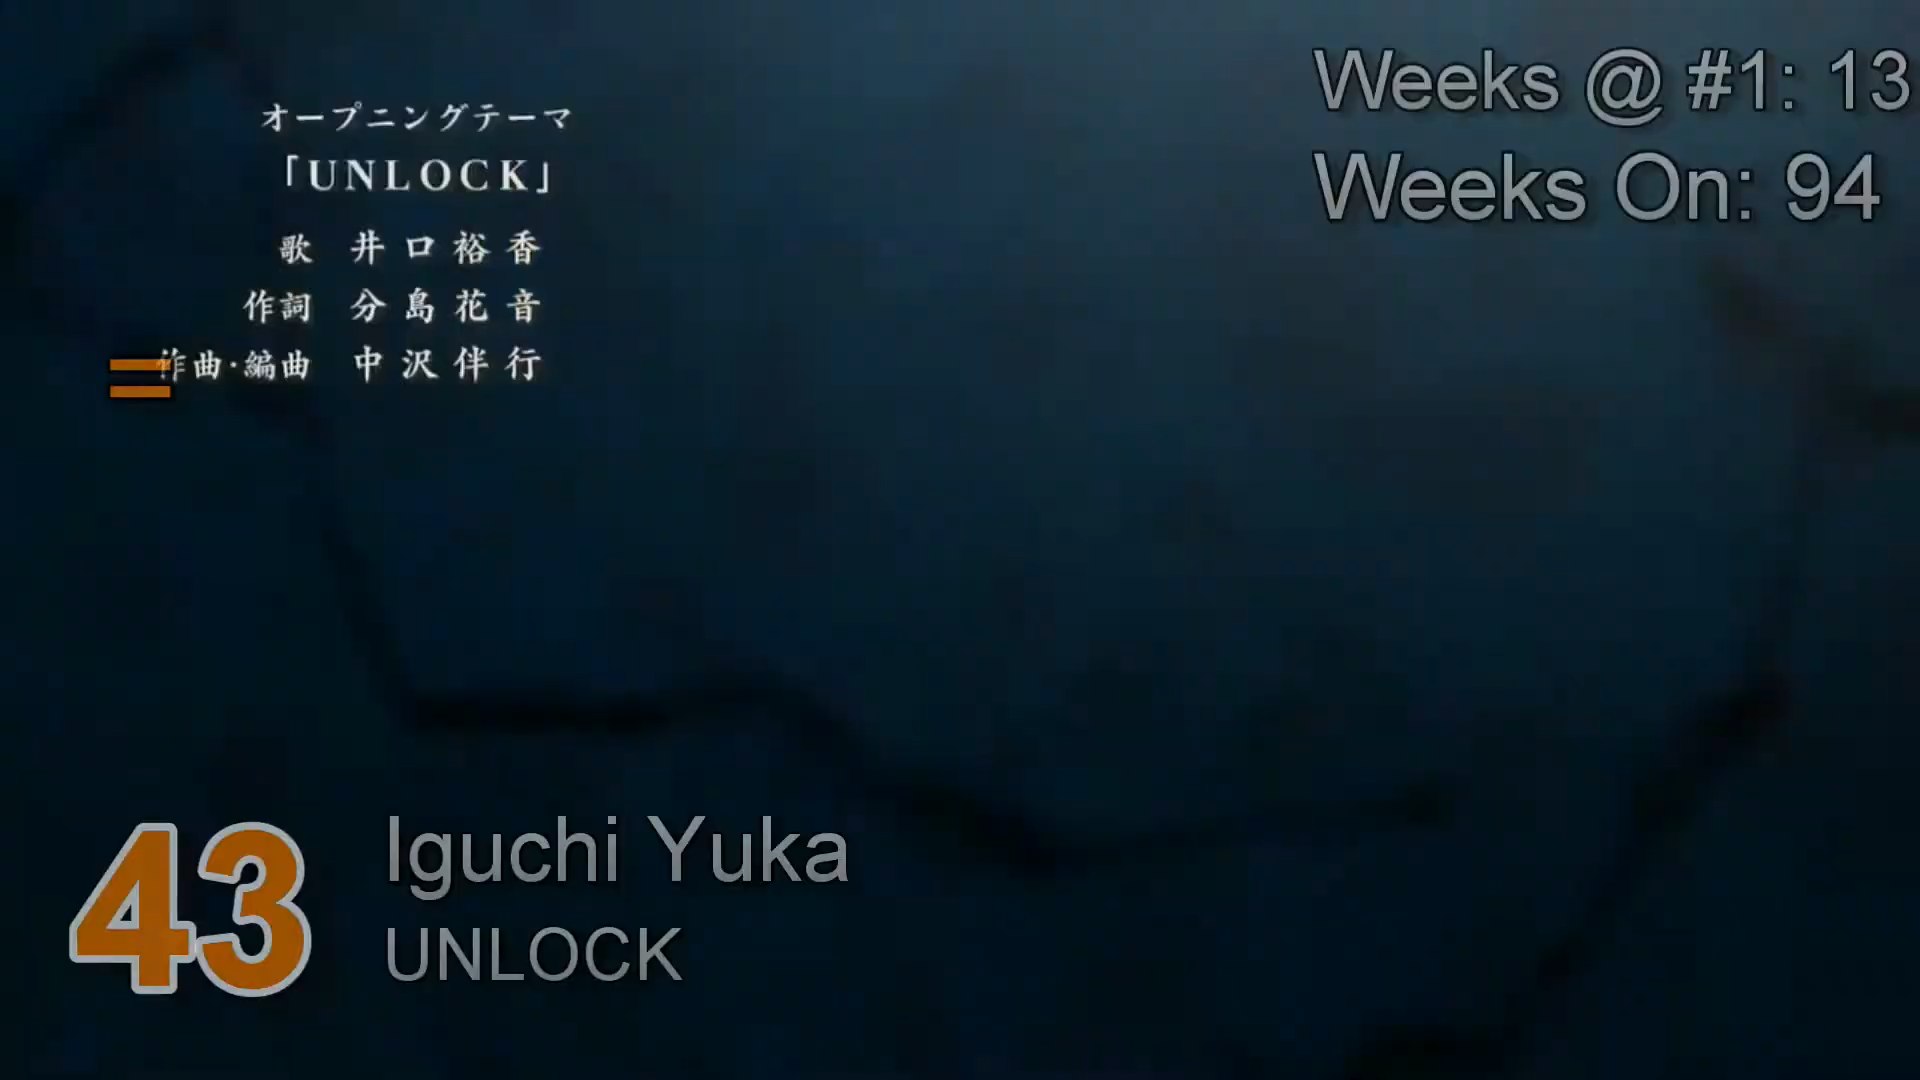 オープニングテーマ
「UNLOCK」
歌 井口裕香
作詞 分島花音
作曲・編曲 中沢伴行
Weeks @ #1: 13
Weeks On: 94
=
43
Iguchi Yuka
UNLOCK